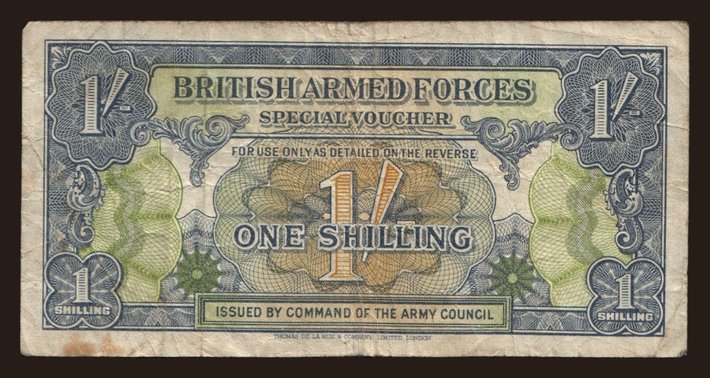 1/- BRITISH ARMED FORCES 1/-
SPECIAL VOUCHER
FOR USE ONLY AS DETAILED ON THE REVERSE
1/-
ONE SHILLING
1 SHILLING
1 SHILLING
ISSUED BY COMMAND OF THE ARMY COUNCIL
THOMAS DE LA RUE & COMPANY, LIMITED, LONDON